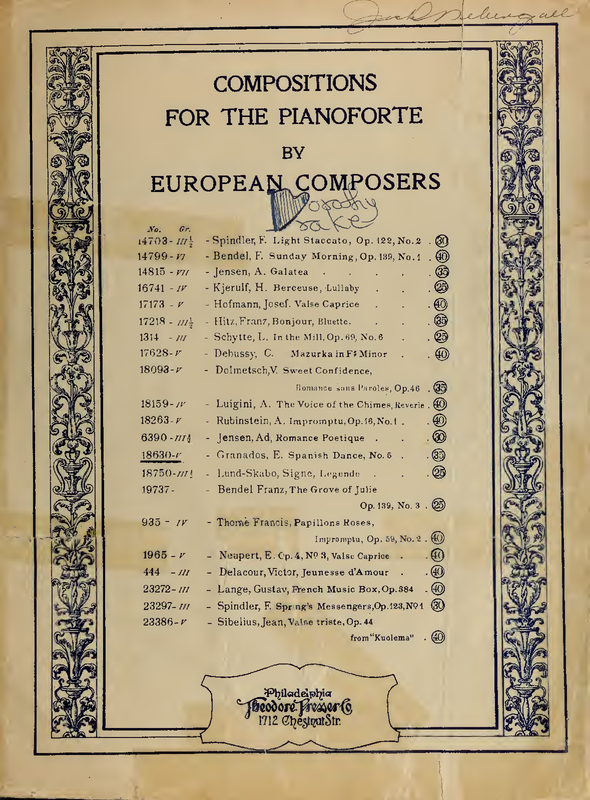 COMPOSITIONS
FOR THE PIANOFORTE
BY
EUROPEAN COMPOSERS
Dorothy
Drake
No. Gr.
14703-III½ - Spindler, F. Light Staccato, Op. 122, No. 2 . 30
14799-VI - Bendel, F. Sunday Morning, Op. 139, No. 1 . 40
14815-VII - Jensen, A. Galatea . . . 35
16741-IV - Kjerulf, H. Berceuse, Lullaby . . 25
17173-V - Hofmann, Josef. Valse Caprice . . 40
17218-III½ - Hitz, Franz, Bonjour, Bluette. . . 35
1314-III - Schytte, L. In the Mill, Op. 69, No. 6 . 25
17628-V - Debussy, C. Mazurka in F♯ Minor . 40
18093-V - Dolmetsch, V. Sweet Confidence,
Romance sans Paroles, Op. 46 . 35
18159-IV - Luigini, A. The Voice of the Chimes, Reverie . 40
18263-V - Rubinstein, A. Impromptu, Op. 16, No. 1 . 40
6390-III½ - Jensen, Ad, Romance Poetique . . 30
18630-V - Granados, E. Spanish Dance, No. 5 . 35
18750-III½ - Lund-Skabo, Signe, Legende . . 25
19737- - Bendel Franz, The Grove of Julie
Op. 139, No. 3 . 25
935-IV - Thomé Francis, Papillons Roses,
Impromptu, Op. 59, No. 2 . 40
1965-V - Neupert, E. Op. 4, Nº 3, Valse Caprice . 40
444-III - Delacour, Victor, Jeunesse d'Amour . 40
23272-III - Lange, Gustav, French Music Box, Op. 384 . 40
23297-III - Spindler, F. Spring's Messengers, Op. 123, Nº 1 30
23386-V - Sibelius, Jean, Valse triste, Op. 44
from "Kuolema" . 40
Philadelphia
Theodore Presser Co.
1712 Chestnut Str.